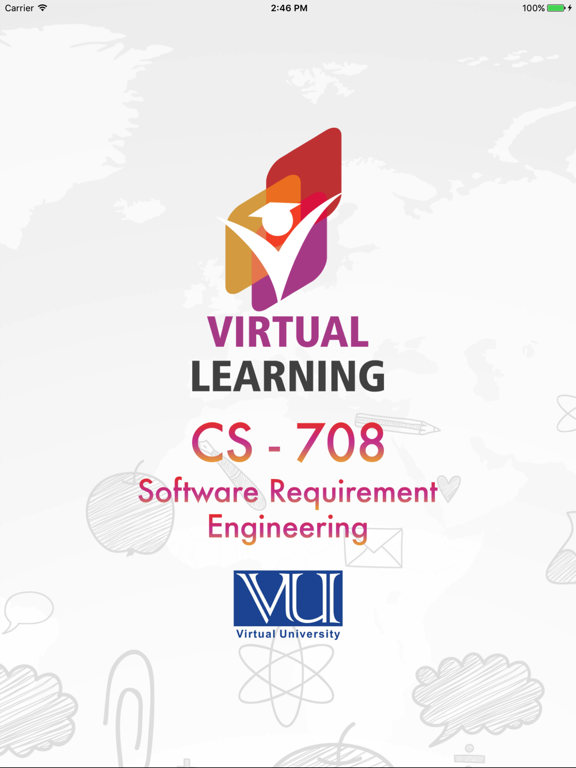 Carrier 2:46 PM 100%
VIRTUAL
LEARNING
CS - 708
Software Requirement
Engineering
VU
Virtual University